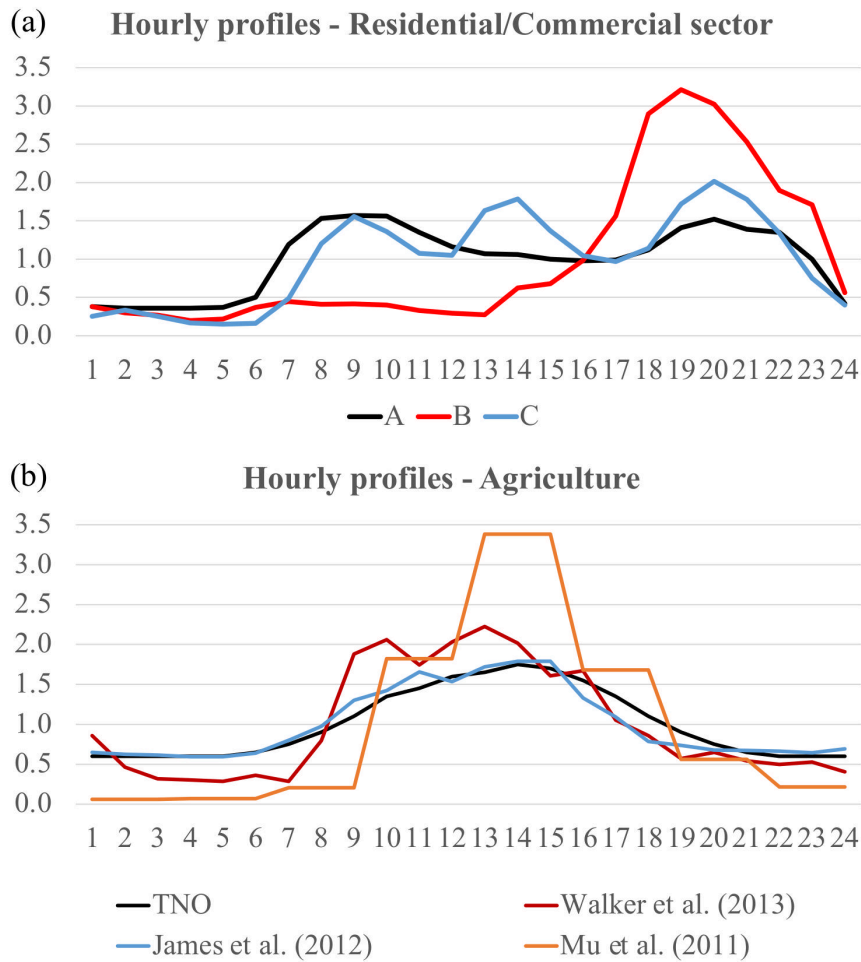 (a) Hourly profiles - Residential/Commercial sector
3.5
3.0
2.5
2.0
1.5
1.0
0.5
0.0
1 2 3 4 5 6 7 8 9 10 11 12 13 14 15 16 17 18 19 20 21 22 23 24
A B C
(b) Hourly profiles - Agriculture
3.5
3.0
2.5
2.0
1.5
1.0
0.5
0.0
1 2 3 4 5 6 7 8 9 10 11 12 13 14 15 16 17 18 19 20 21 22 23 24
TNO Walker et al. (2013)
James et al. (2012) Mu et al. (2011)